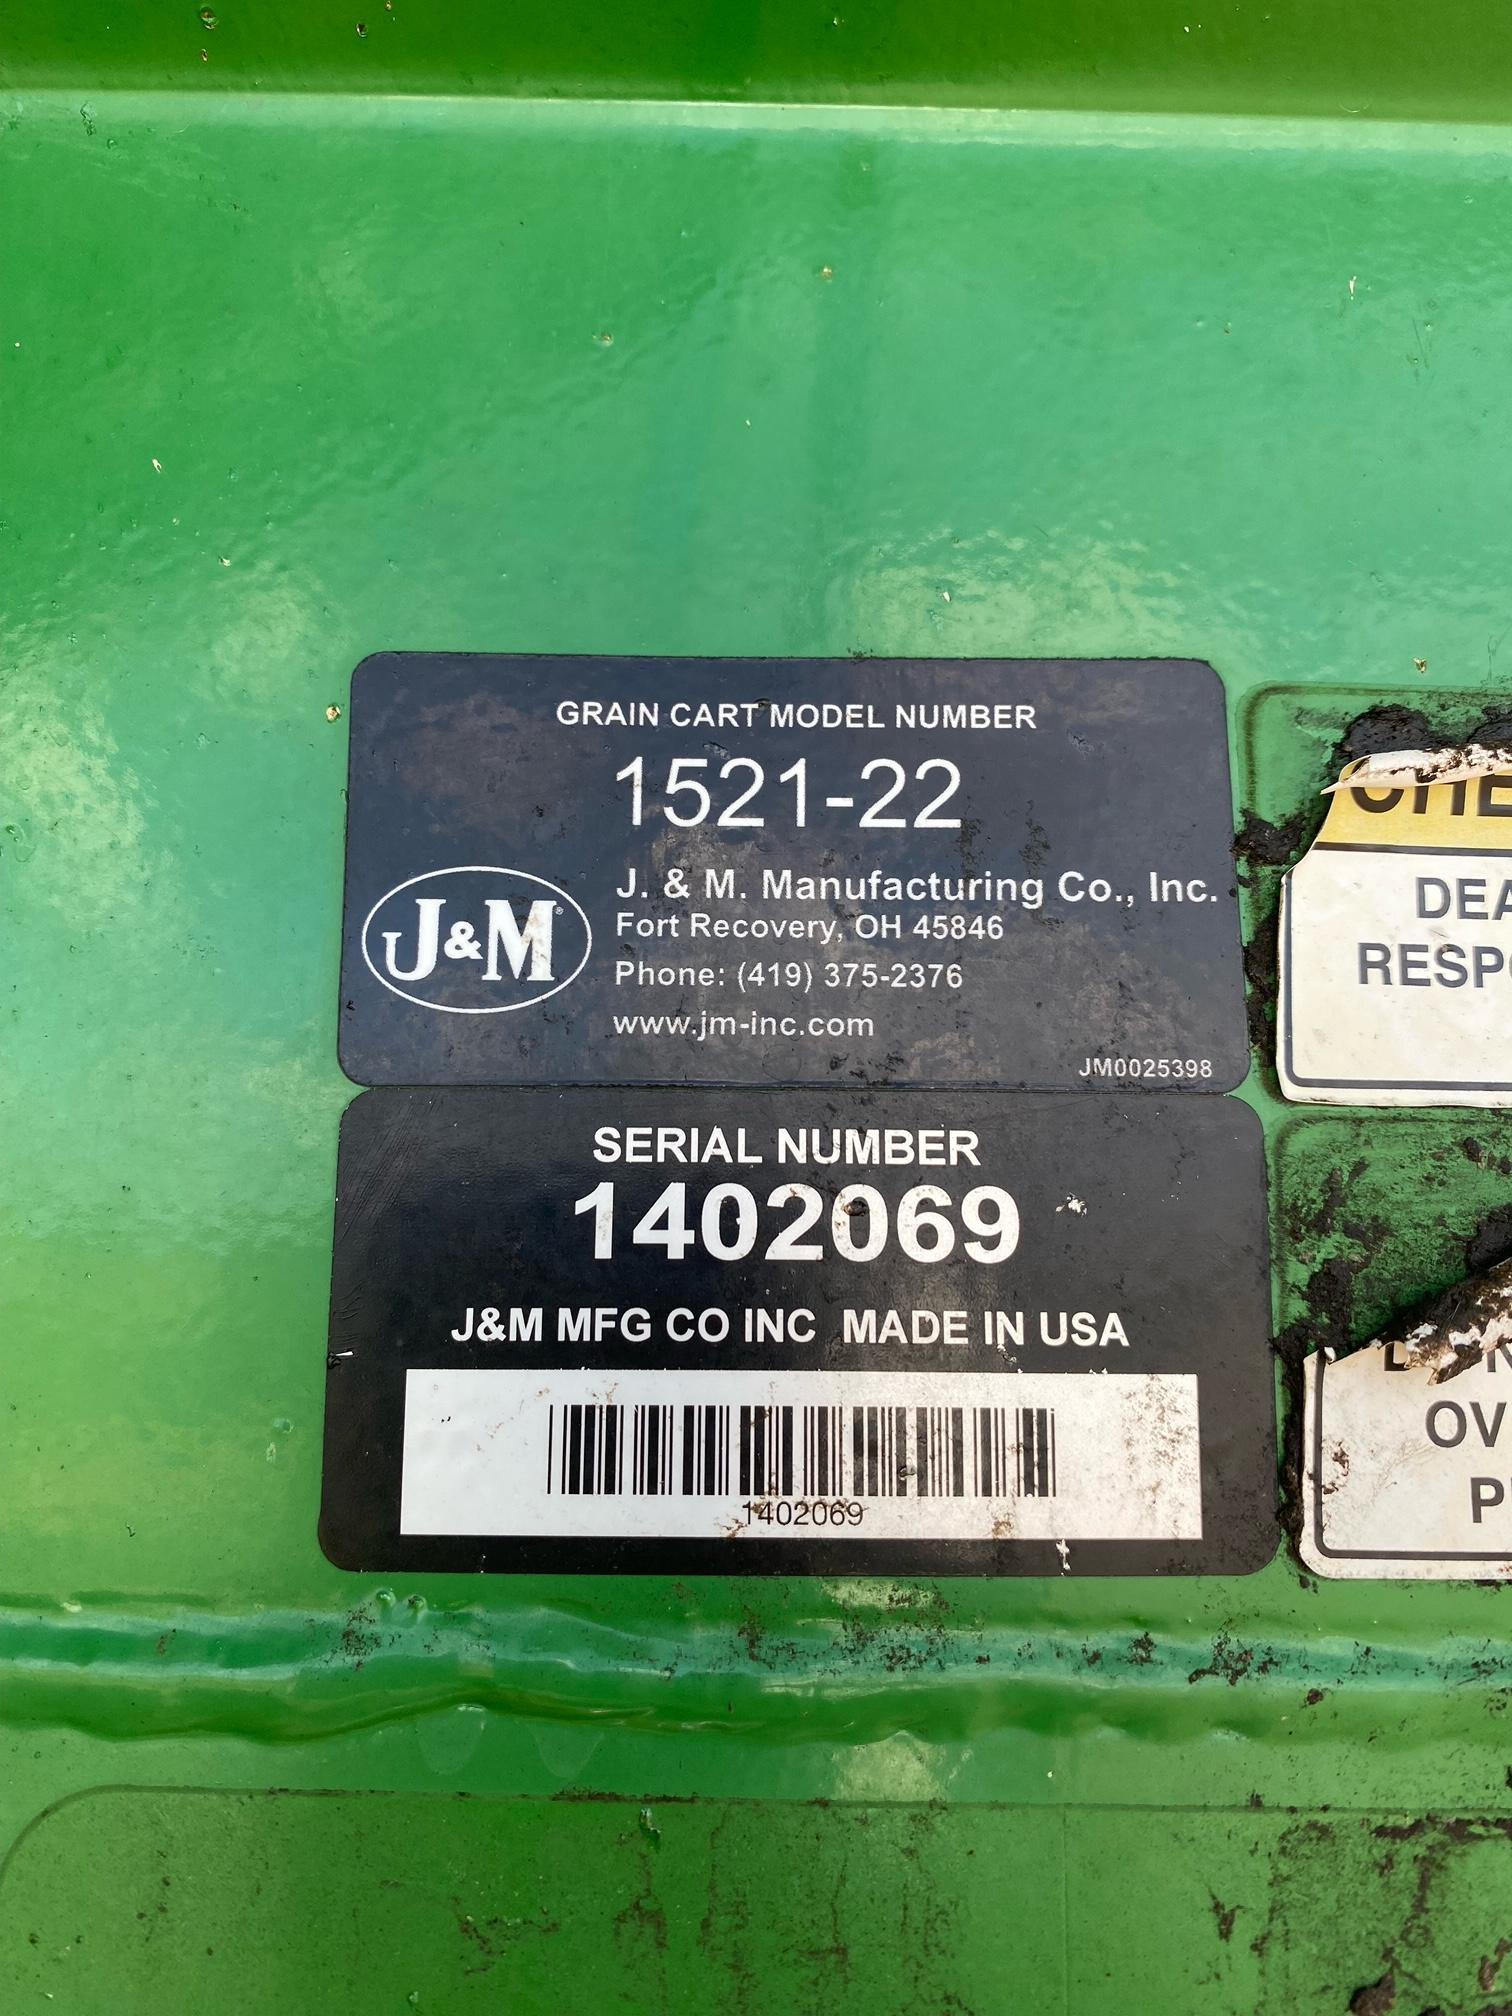 GRAIN CART MODEL NUMBER
1521-22
J&M®
J. & M. Manufacturing Co., Inc.
Fort Recovery, OH 45846
Phone: (419) 375-2376
www.jm-inc.com
JM0025398
SERIAL NUMBER
1402069
J&M MFG CO INC MADE IN USA
1402069
DEA
RESP
OV
P